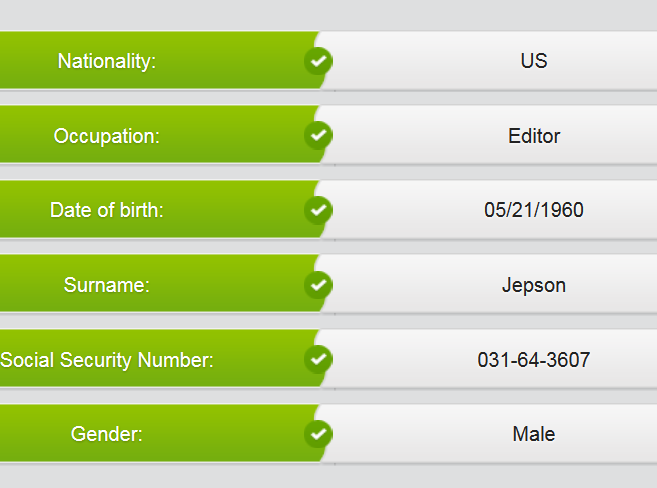 Nationality: US
Occupation: Editor
Date of birth: 05/21/1960
Surname: Jepson
Social Security Number: 031-64-3607
Gender: Male